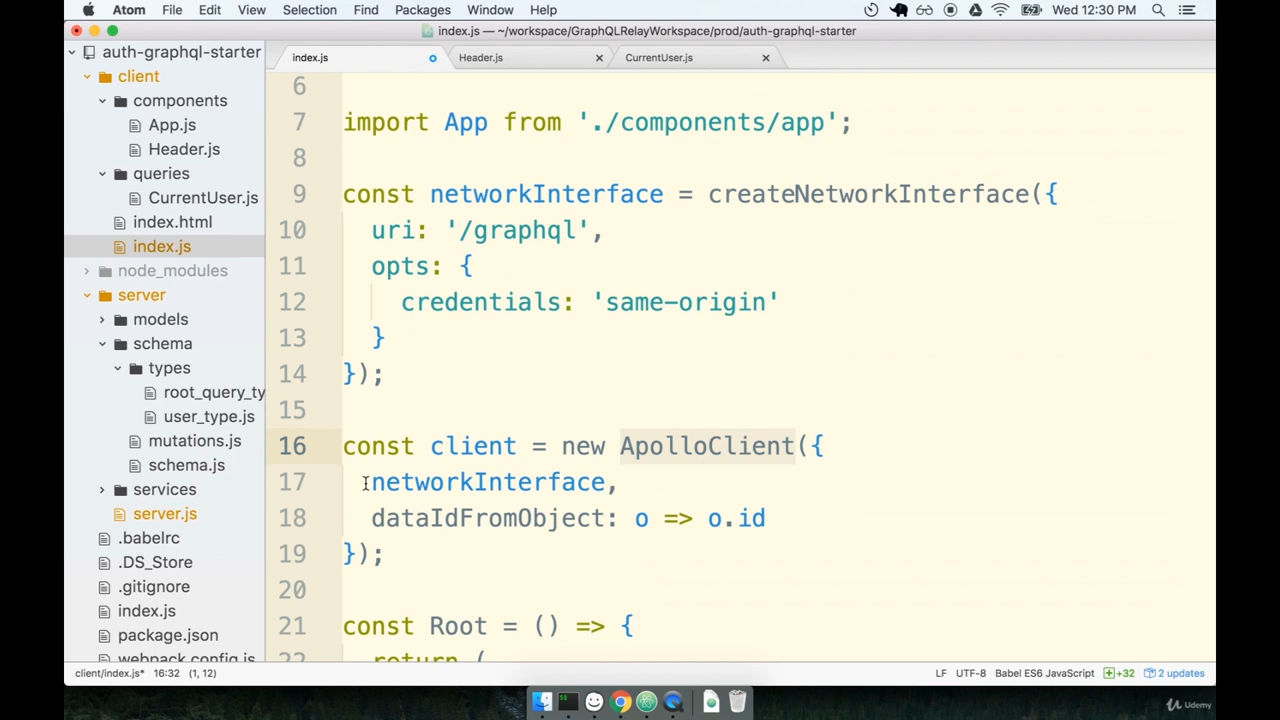 Atom File Edit View Selection Find Packages Window Help Wed 12:30 PM
index.js — ~/workspace/GraphQLRelayWorkspace/prod/auth-graphql-starter
auth-graphql-starter
client
components
App.js
Header.js
queries
CurrentUser.js
index.html
index.js
node_modules
server
models
schema
types
root_query_ty
user_type.js
mutations.js
schema.js
services
server.js
.babelrc
.DS_Store
.gitignore
index.js
package.json
webpack.config.js
index.js Header.js CurrentUser.js
6
7 import App from './components/app';
8
9 const networkInterface = createNetworkInterface({
10 uri: '/graphql',
11 opts: {
12 credentials: 'same-origin'
13 }
14 });
15
16 const client = new ApolloClient({
17 networkInterface,
18 dataIdFromObject: o => o.id
19 });
20
21 const Root = () => {
22 return (
client/index.js* 16:32 (1, 12) LF UTF-8 Babel ES6 JavaScript +32 2 updates
Udemy